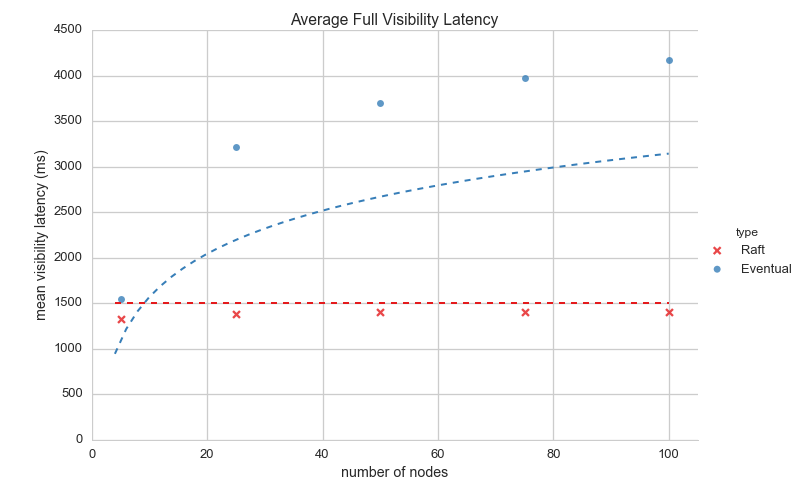 Average Full Visibility Latency
mean visibility latency (ms)
4500
4000
3500
3000
2500
2000
1500
1000
500
0
0 20 40 60 80 100
number of nodes
type
Raft
Eventual